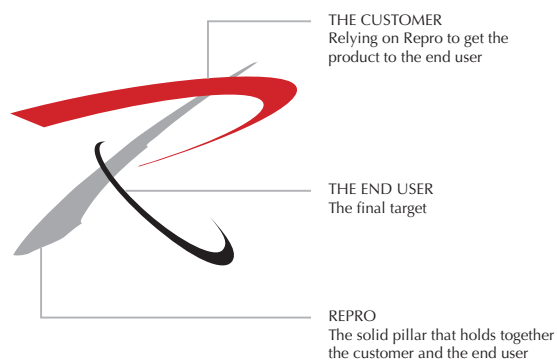 THE CUSTOMER
Relying on Repro to get the
product to the end user
THE END USER
The final target
REPRO
The solid pillar that holds together
the customer and the end user